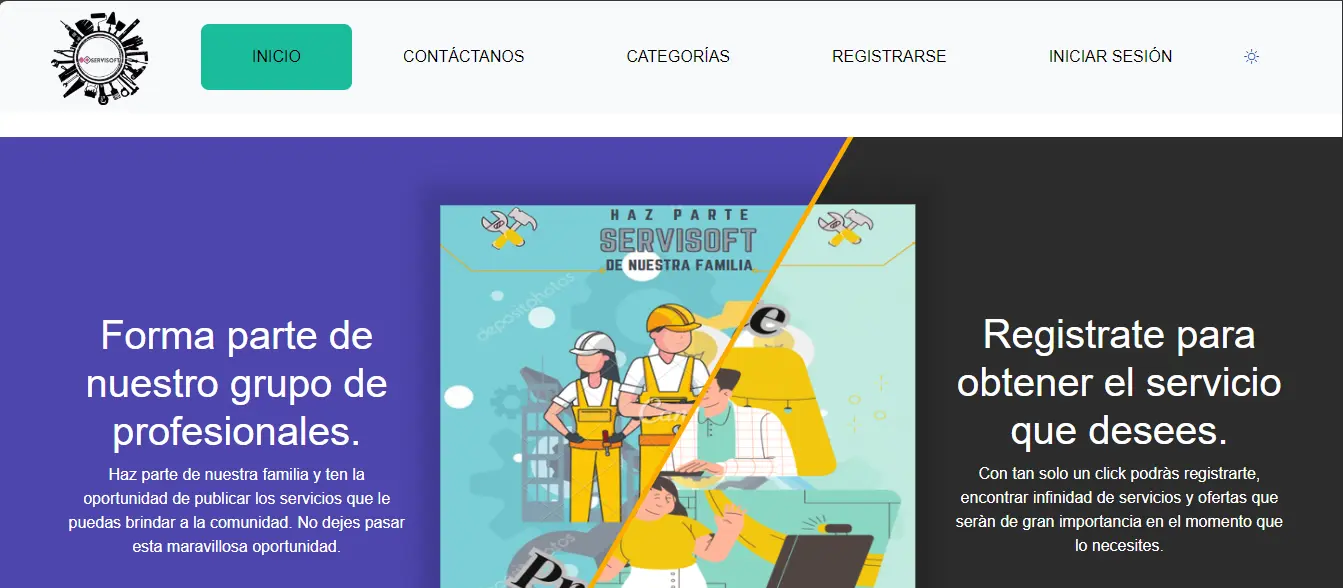 SERVISOFT
INICIO
CONTÁCTANOS
CATEGORÍAS
REGISTRARSE
INICIAR SESIÓN
HAZ PARTE
SERVISOFT
DE NUESTRA FAMILIA
depositphotos
Forma parte de
nuestro grupo de
profesionales.
Haz parte de nuestra familia y ten la
oportunidad de publicar los servicios que le
puedas brindar a la comunidad. No dejes pasar
esta maravillosa oportunidad.
e
Pr
Registrate para
obtener el servicio
que desees.
Con tan solo un click podràs registrarte,
encontrar infinidad de servicios y ofertas que
seràn de gran importancia en el momento que
lo necesites.